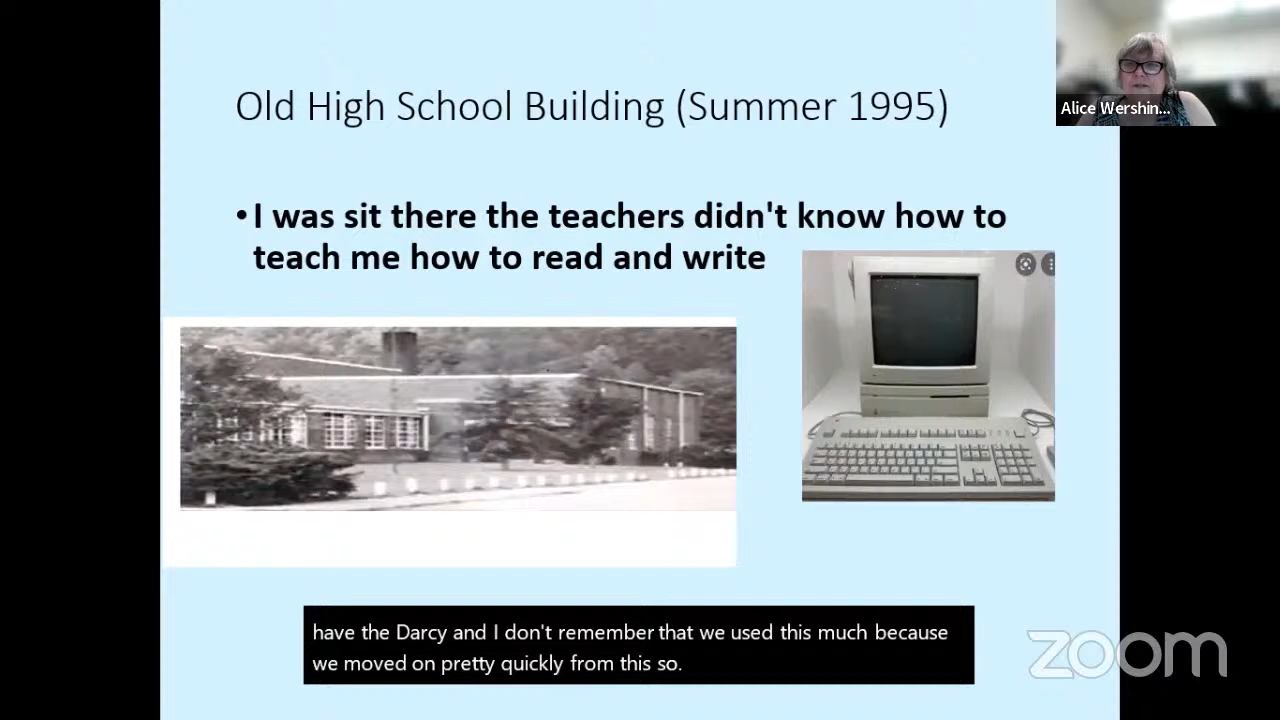 Old High School Building (Summer 1995)
Alice Wershin...
• I was sit there the teachers didn't know how to
teach me how to read and write
have the Darcy and I don't remember that we used this much because
we moved on pretty quickly from this so.
zoom